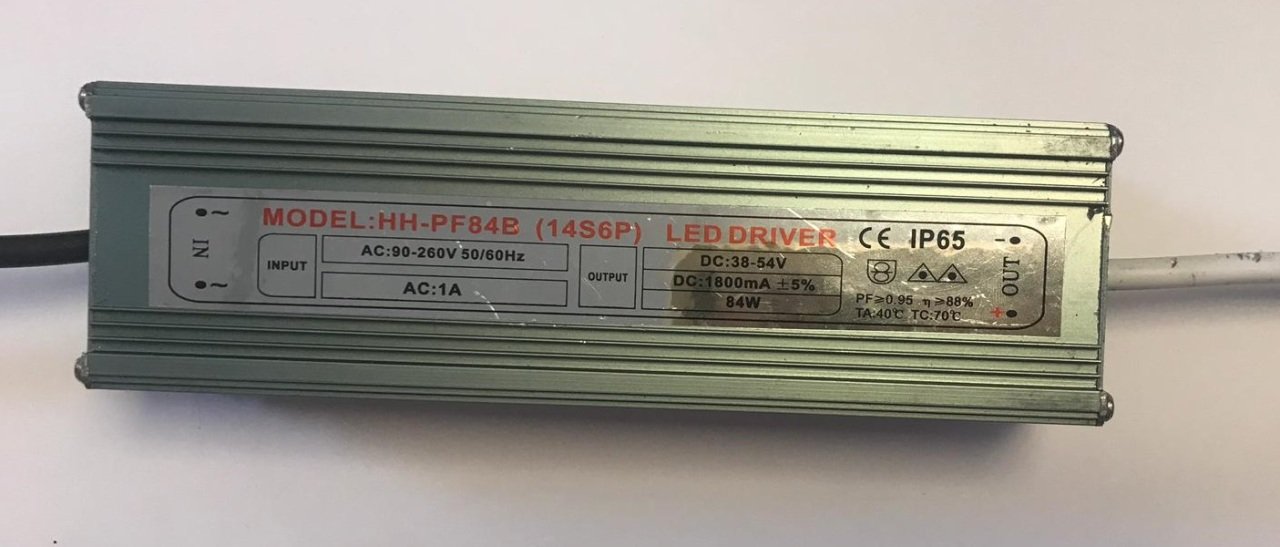 MODEL:HH-PF84B (14S6P) LED DRIVER CE IP65
IN
~
~
INPUT
AC:90-260V 50/60Hz
AC:1A
OUTPUT
DC:38-54V
DC:1800mA ±5%
84W
PF≥0.95 η≥88%
TA:40℃ TC:70℃
OUT
-
+